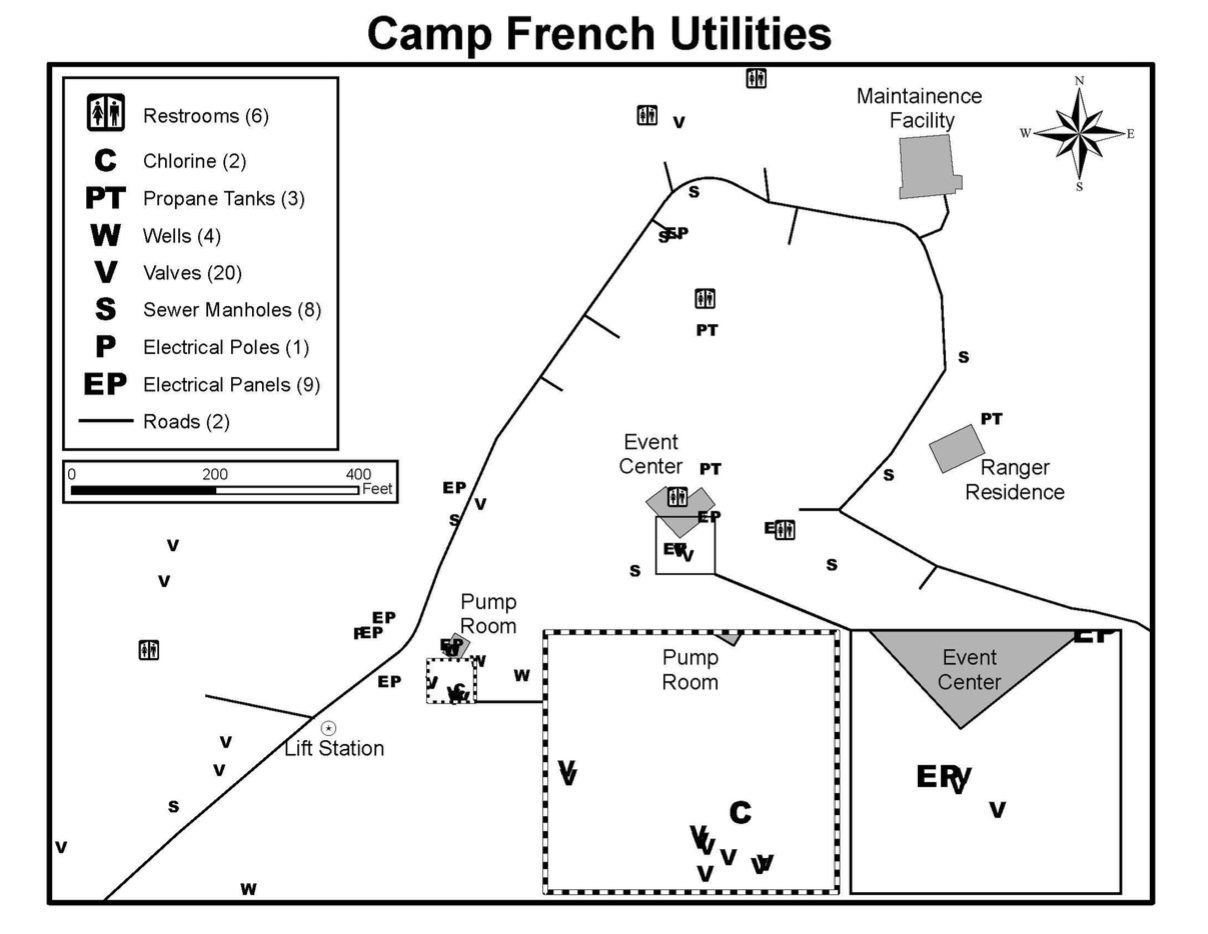 Camp French Utilities
Restrooms (6)
C Chlorine (2)
PT Propane Tanks (3)
W Wells (4)
V Valves (20)
S Sewer Manholes (8)
P Electrical Poles (1)
EP Electrical Panels (9)
Roads (2)
0 200 400
Feet
N
W E
S
Maintainence
Facility
V
S
S EP
PT
S
PT
Ranger
Residence
S
Event
Center
PT
EP
EP
V
V
E
S
S
EP
V
S
V
V
EP
P EP
EP
Pump
Room
EP
W
W
W
V
C
V
Lift Station
V
V
S
V
W
Pump
Room
V
V
C
V
V
V
V
V
V
V
EP
Event
Center
EP
V
V
V